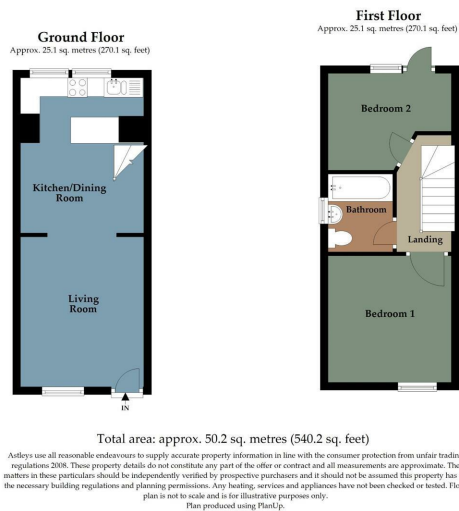 Ground Floor
Approx. 25.1 sq. metres (270.1 sq. feet)
First Floor
Approx. 25.1 sq. metres (270.1 sq. feet)
Kitchen/Dining
Room
Living
Room
IN
Bedroom 2
Bathroom
Landing
Bedroom 1
Total area: approx. 50.2 sq. metres (540.2 sq. feet)
Astleys use all reasonable endeavours to supply accurate property information in line with the consumer protection from unfair tradin
regulations 2008. These property details do not constitute any part of the offer or contract and all measurements are approximate. The
matters in these particulars should be independently verified by prospective purchasers and it should not be assumed this property has
the necessary building regulations and planning permissions. Any heating, services and appliances have not been checked or tested. Flo
plan is not to scale and is for illustrative purposes only.
Plan produced using PlanUp.